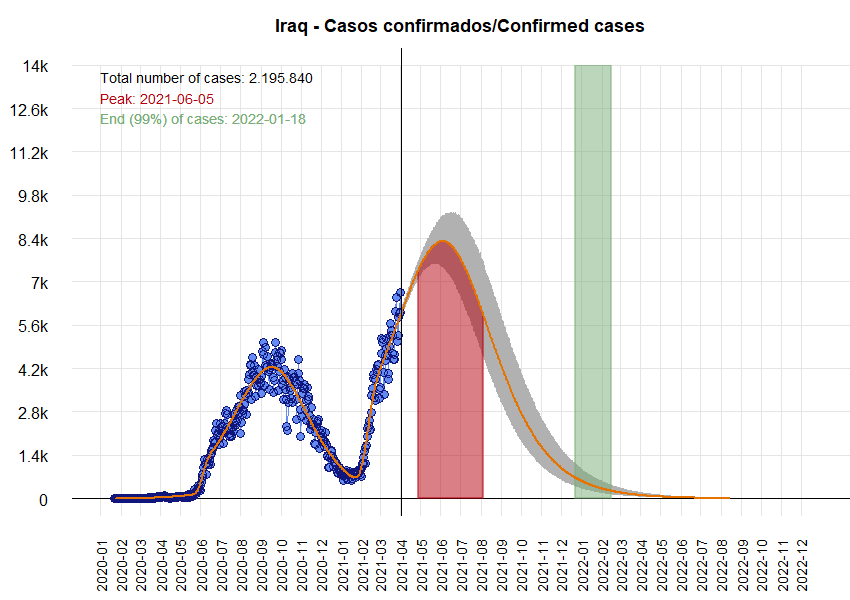 Iraq - Casos confirmados/Confirmed cases
14k
12.6k
11.2k
9.8k
8.4k
7k
5.6k
4.2k
2.8k
1.4k
0
Total number of cases: 2.195.840
Peak: 2021-06-05
End (99%) of cases: 2022-01-18
2020-01
2020-02
2020-03
2020-04
2020-05
2020-06
2020-07
2020-08
2020-09
2020-10
2020-11
2020-12
2021-01
2021-02
2021-03
2021-04
2021-05
2021-06
2021-07
2021-08
2021-09
2021-10
2021-11
2021-12
2022-01
2022-02
2022-03
2022-04
2022-05
2022-06
2022-07
2022-08
2022-09
2022-10
2022-11
2022-12